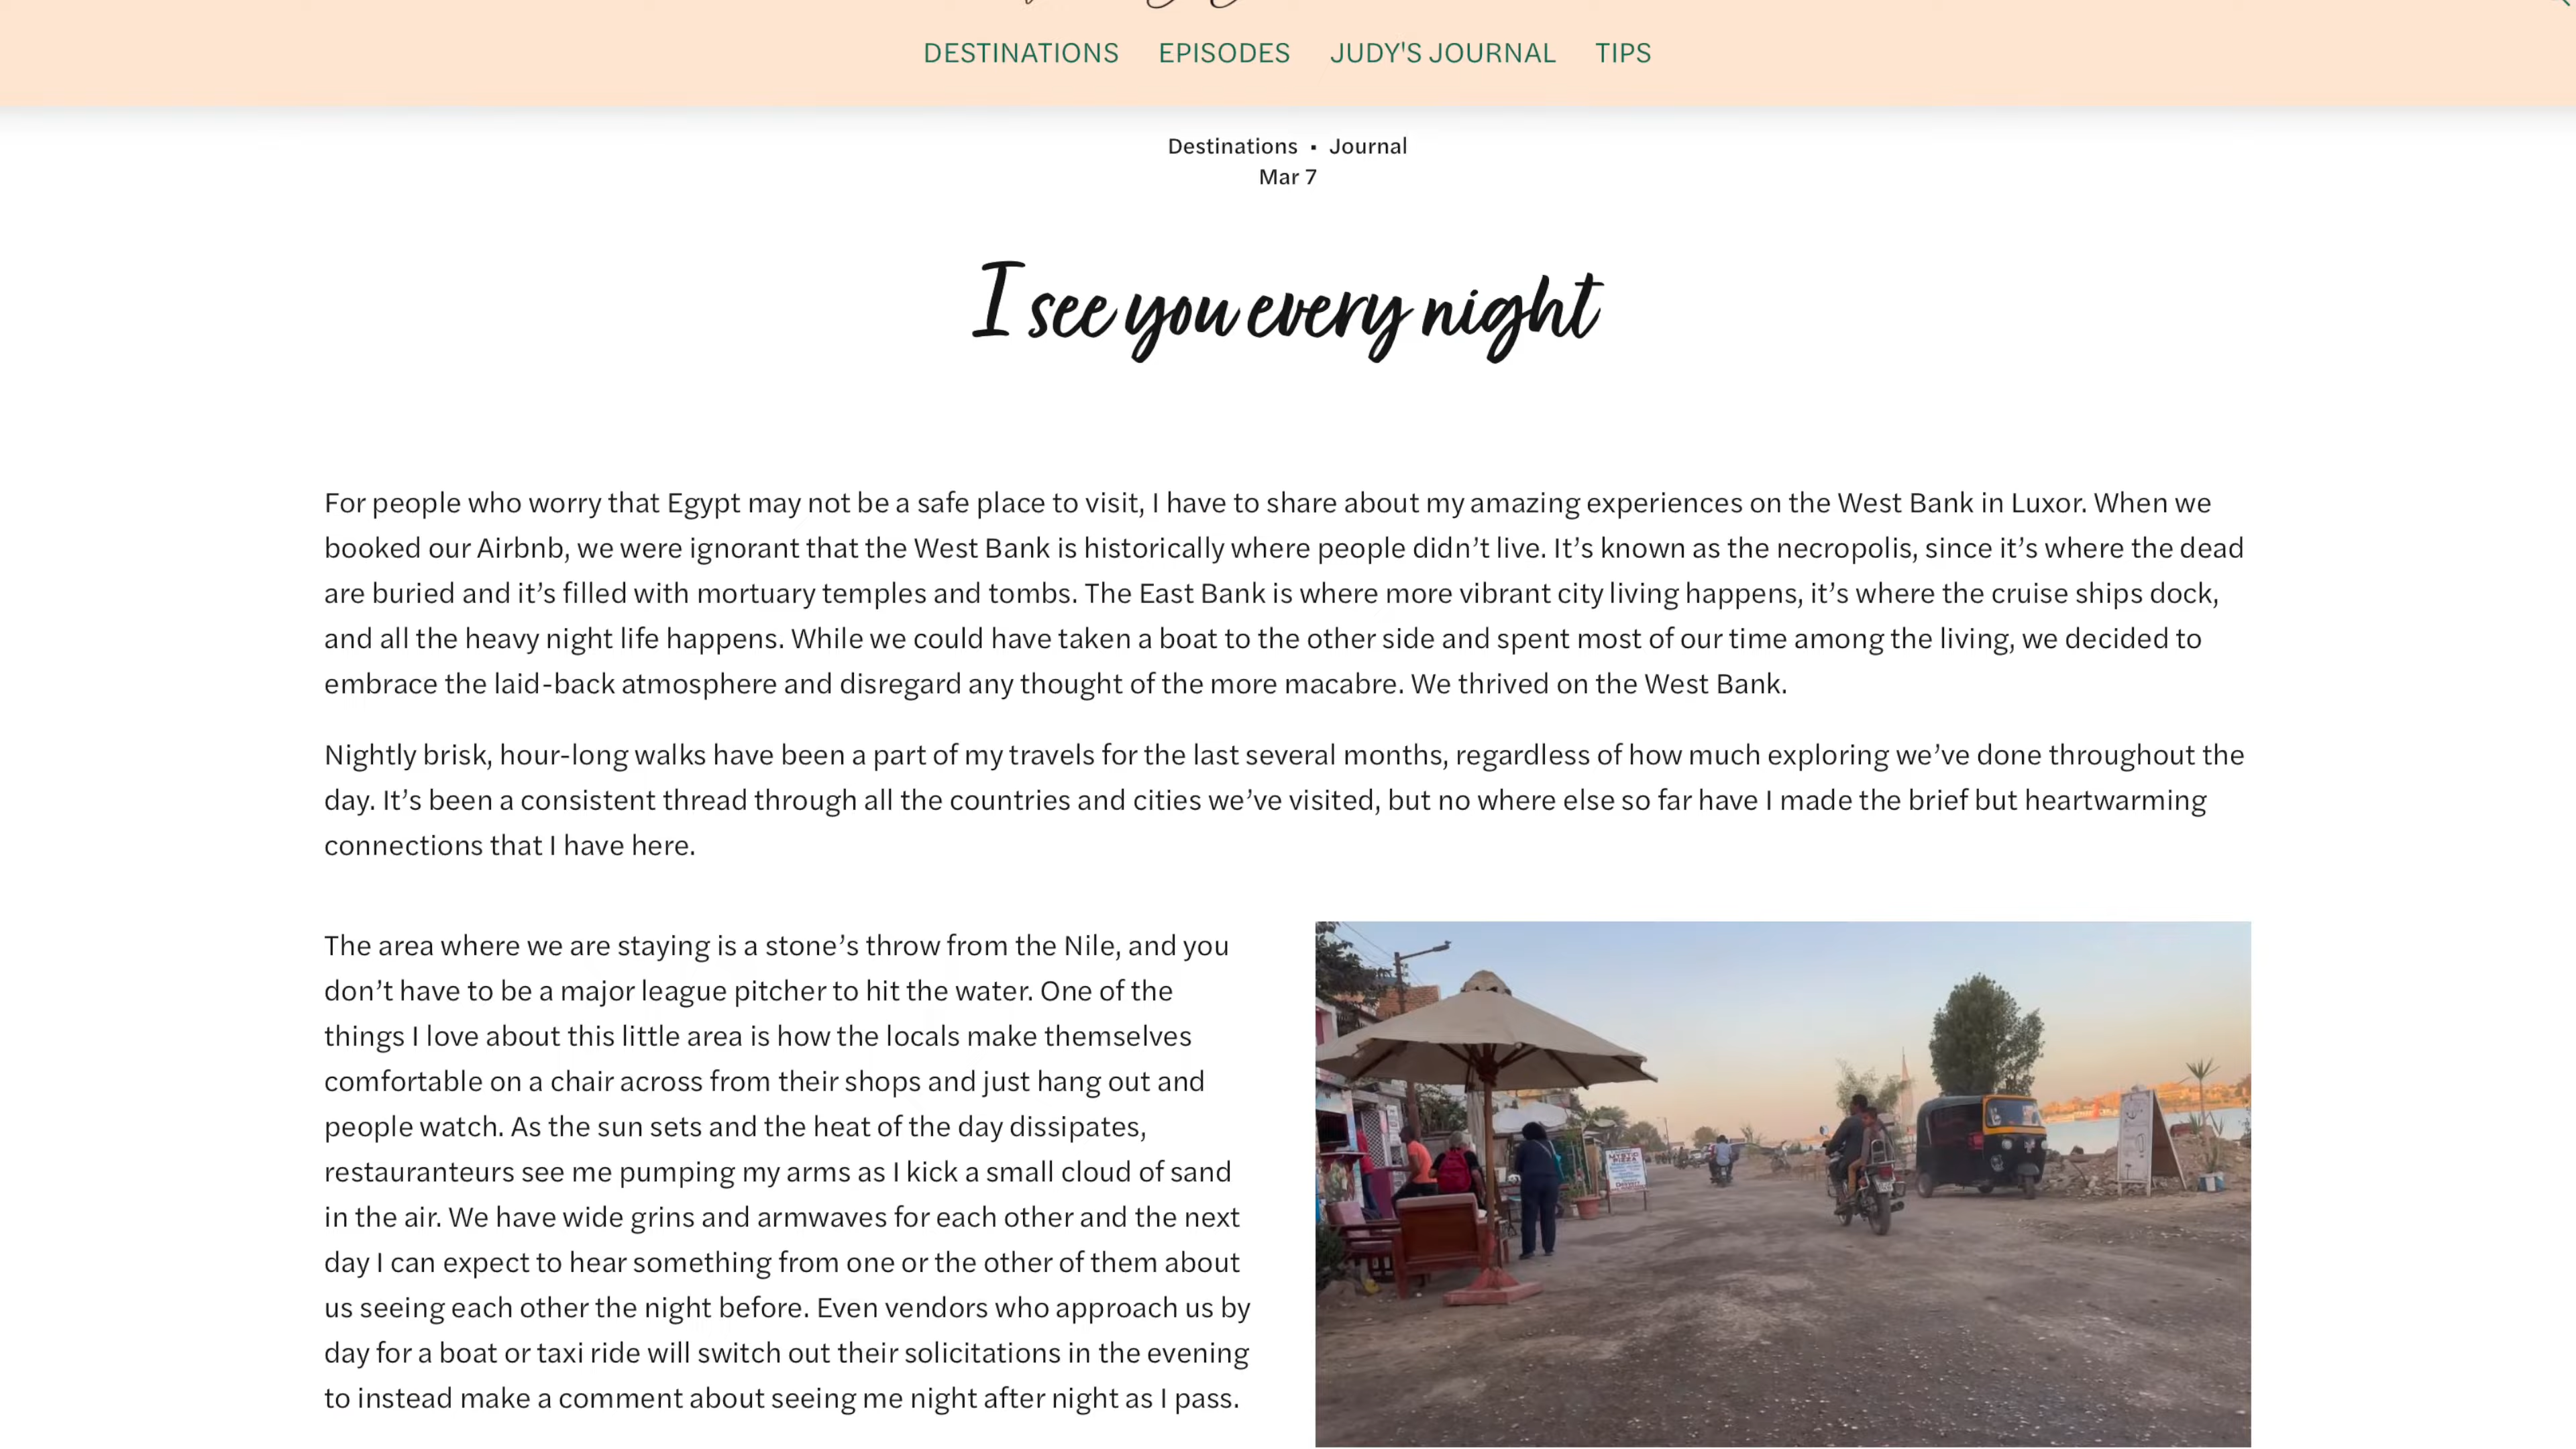 DESTINATIONS EPISODES JUDY'S JOURNAL TIPS
Destinations ▪ Journal
Mar 7
I see you every night
For people who worry that Egypt may not be a safe place to visit, I have to share about my amazing experiences on the West Bank in Luxor. When we
booked our Airbnb, we were ignorant that the West Bank is historically where people didn’t live. It’s known as the necropolis, since it’s where the dead
are buried and it’s filled with mortuary temples and tombs. The East Bank is where more vibrant city living happens, it’s where the cruise ships dock,
and all the heavy night life happens. While we could have taken a boat to the other side and spent most of our time among the living, we decided to
embrace the laid-back atmosphere and disregard any thought of the more macabre. We thrived on the West Bank.
Nightly brisk, hour-long walks have been a part of my travels for the last several months, regardless of how much exploring we’ve done throughout the
day. It’s been a consistent thread through all the countries and cities we’ve visited, but no where else so far have I made the brief but heartwarming
connections that I have here.
The area where we are staying is a stone’s throw from the Nile, and you
don’t have to be a major league pitcher to hit the water. One of the
things I love about this little area is how the locals make themselves
comfortable on a chair across from their shops and just hang out and
people watch. As the sun sets and the heat of the day dissipates,
restauranteurs see me pumping my arms as I kick a small cloud of sand
in the air. We have wide grins and armwaves for each other and the next
day I can expect to hear something from one or the other of them about
us seeing each other the night before. Even vendors who approach us by
day for a boat or taxi ride will switch out their solicitations in the evening
to instead make a comment about seeing me night after night as I pass.